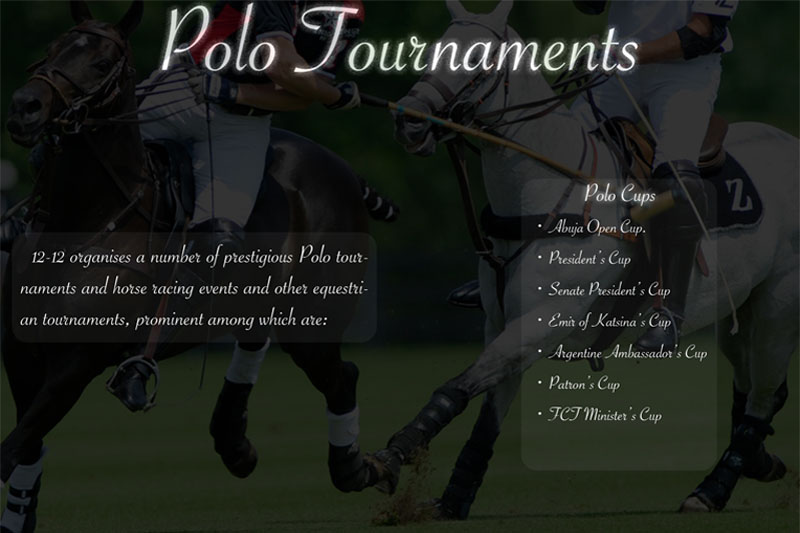 Polo Tournaments
12-12 organises a number of prestigious Polo tour-
naments and horse racing events and other equestri-
an tournaments, prominent among which are:
Polo Cups
• Abuja Open Cup.
• President's Cup
• Senate President's Cup
• Emir of Katsina's Cup
• Argentine Ambassador's Cup
• Patron's Cup
• FCT Minister's Cup
Z